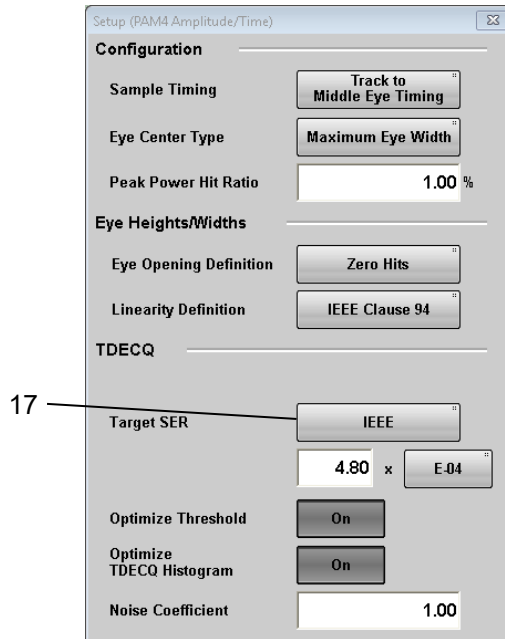 Setup (PAM4 Amplitude/Time)
Configuration
Sample Timing
Track to
Middle Eye Timing
Eye Center Type
Maximum Eye Width
Peak Power Hit Ratio
1.00 %
Eye Heights/Widths
Eye Opening Definition
Zero Hits
Linearity Definition
IEEE Clause 94
TDECQ
17
Target SER
IEEE
4.80 x E-04
Optimize Threshold
On
Optimize
TDECQ Histogram
On
Noise Coefficient
1.00